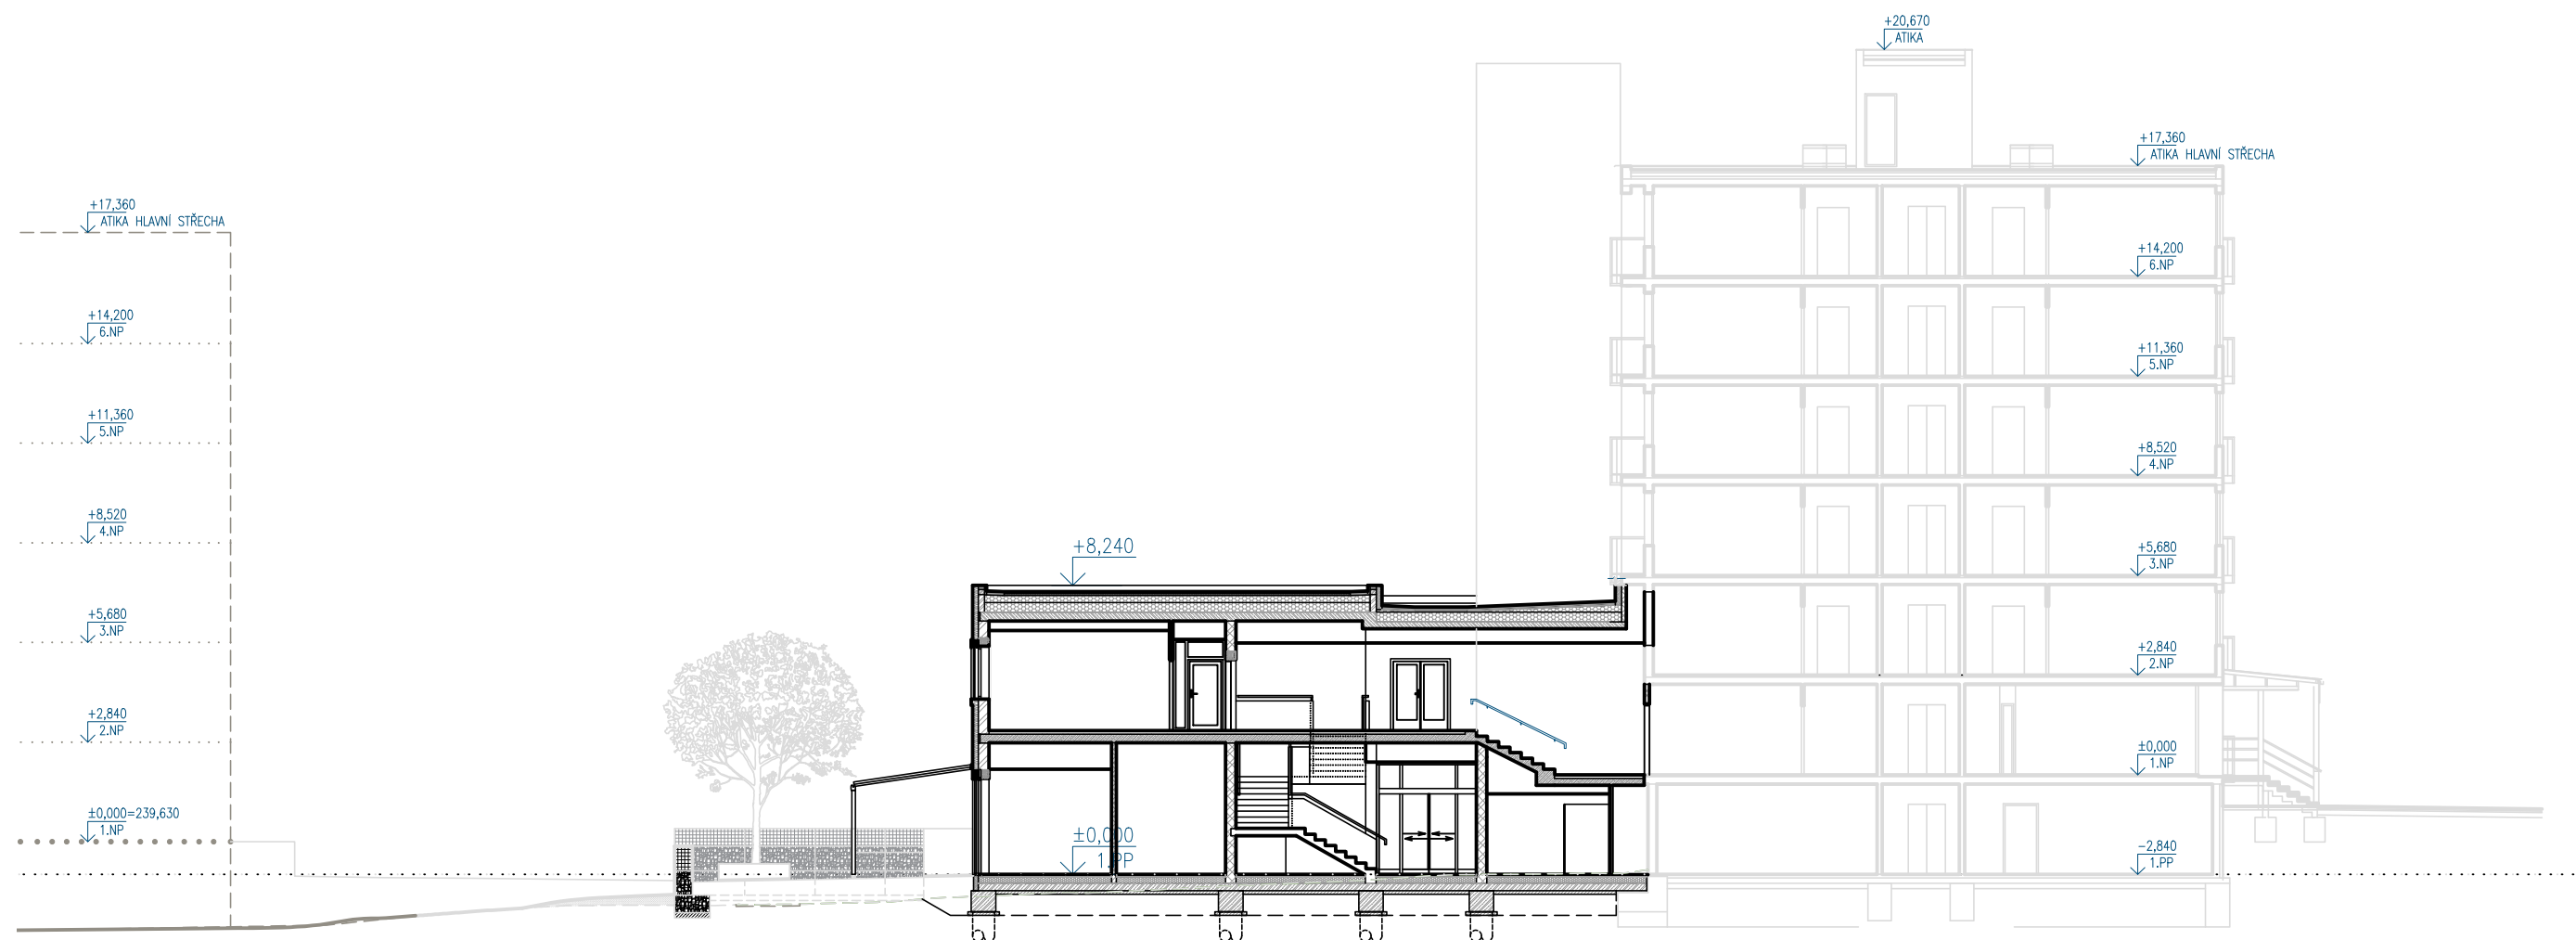 +20,670
ATIKA
+17,360
ATIKA HLAVNÍ STŘECHA
+17,360
ATIKA HLAVNÍ STŘECHA
+14,200
6.NP
+14,200
6.NP
+11,360
5.NP
+11,360
5.NP
+8,520
4.NP
+8,520
4.NP
+8,240
+5,680
3.NP
+5,680
3.NP
+2,840
2.NP
+2,840
2.NP
±0,000
1.NP
±0,000=239,630
1.NP
±0,000
1.PP
-2,840
1.PP